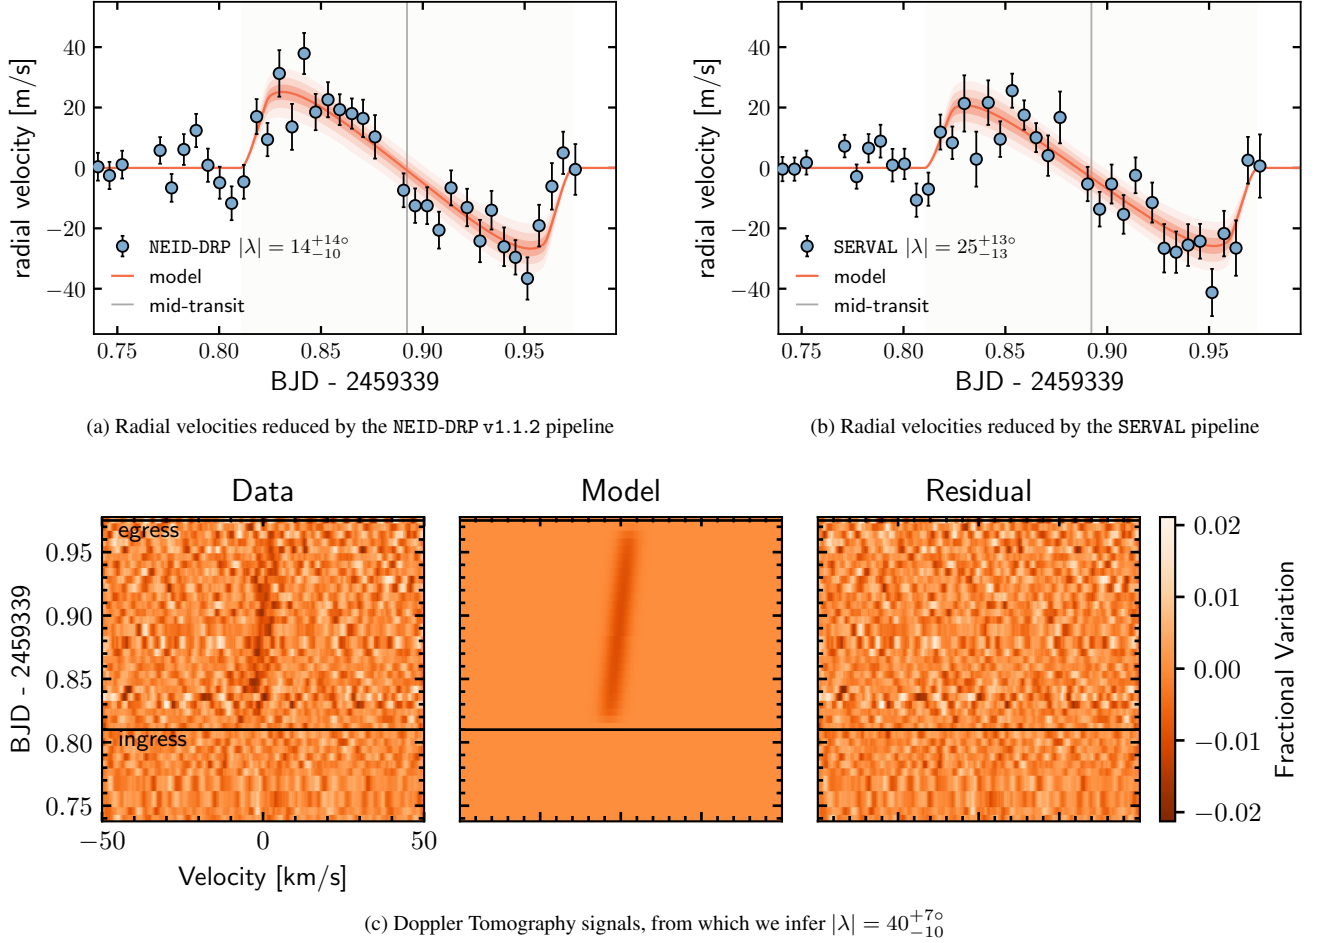 radial velocity [m/s]
40
20
0
−20
−40
NEID-DRP |λ| = 14+14∘−10
model
mid-transit
0.75 0.80 0.85 0.90 0.95
BJD - 2459339
(a) Radial velocities reduced by the NEID-DRP v1.1.2 pipeline
radial velocity [m/s]
40
20
0
−20
−40
SERVAL |λ| = 25+13∘−13
model
mid-transit
0.75 0.80 0.85 0.90 0.95
BJD - 2459339
(b) Radial velocities reduced by the SERVAL pipeline
Data Model Residual
BJD - 2459339
0.95
0.90
0.85
0.80
0.75
egress
ingress
−50 0 50
Velocity [km/s]
0.02
0.01
0.00
−0.01
−0.02
Fractional Variation
(c) Doppler Tomography signals, from which we infer |λ| = 40+7∘−10